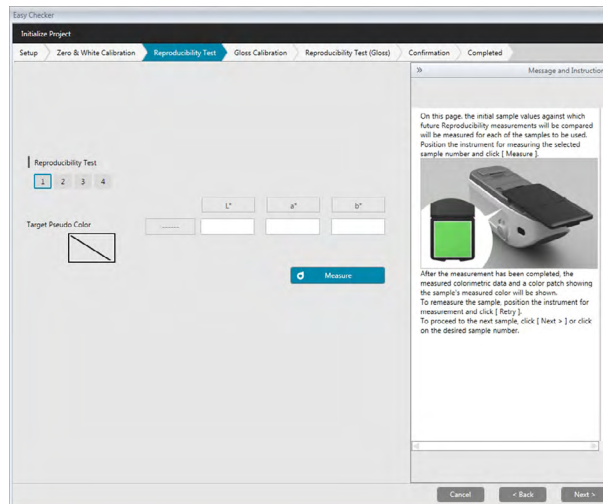 Easy Checker
Initialize Project
Setup Zero & White Calibration Reproducibility Test Gloss Calibration Reproducibility Test (Gloss) Confirmation Completed
» Message and Instruction
On this page, the initial sample values against which
future Reproducibility measurements will be compared
will be measured for each of the samples to be used.
Position the instrument for measuring the selected
sample number and click [ Measure ].
Reproducibility Test
1 2 3 4
L* a* b*
Target Pseudo Color ------
Measure
After the measurement has been completed, the
measured colorimetric data and a color patch showing
the sample's measured color will be shown.
To remeasure the sample, position the instrument for
measurement and click [ Retry ].
To proceed to the next sample, click [ Next > ] or click
on the desired sample number.
Cancel < Back Next >